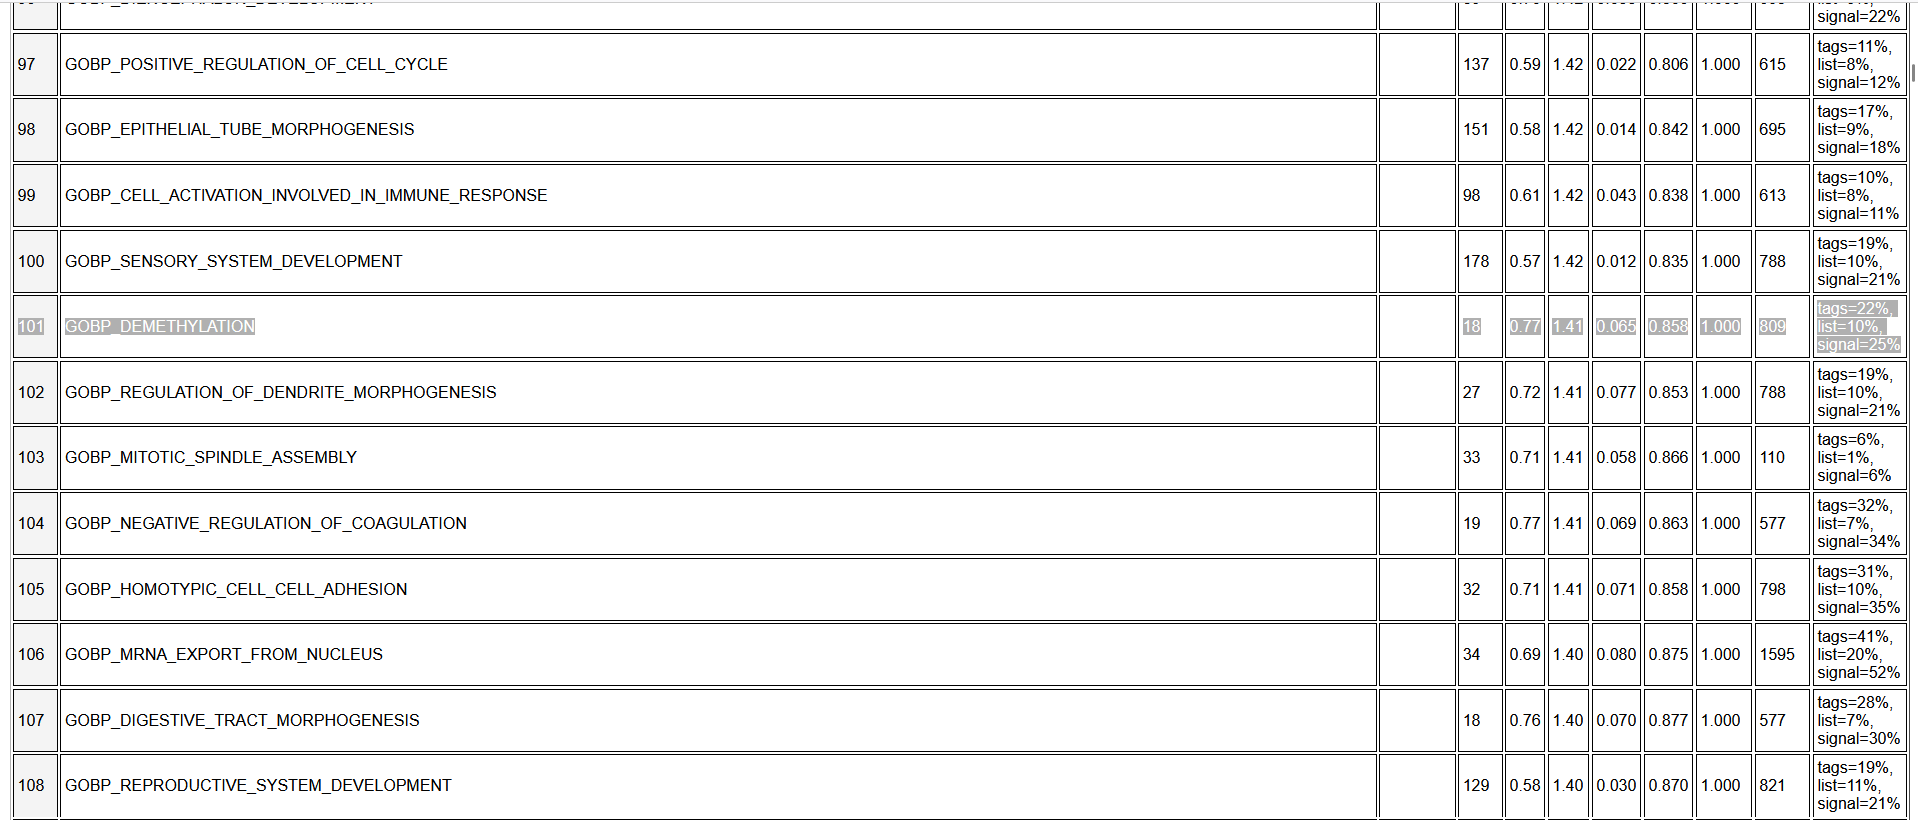 signal=22%
97 GOBP_POSITIVE_REGULATION_OF_CELL_CYCLE 137 0.59 1.42 0.022 0.806 1.000 615 tags=11%,
list=8%,
signal=12%
98 GOBP_EPITHELIAL_TUBE_MORPHOGENESIS 151 0.58 1.42 0.014 0.842 1.000 695 tags=17%,
list=9%,
signal=18%
99 GOBP_CELL_ACTIVATION_INVOLVED_IN_IMMUNE_RESPONSE 98 0.61 1.42 0.043 0.838 1.000 613 tags=10%,
list=8%,
signal=11%
100 GOBP_SENSORY_SYSTEM_DEVELOPMENT 178 0.57 1.42 0.012 0.835 1.000 788 tags=19%,
list=10%,
signal=21%
101 GOBP_DEMETHYLATION 18 0.77 1.41 0.065 0.858 1.000 809 tags=22%,
list=10%,
signal=25%
102 GOBP_REGULATION_OF_DENDRITE_MORPHOGENESIS 27 0.72 1.41 0.077 0.853 1.000 788 tags=19%,
list=10%,
signal=21%
103 GOBP_MITOTIC_SPINDLE_ASSEMBLY 33 0.71 1.41 0.058 0.866 1.000 110 tags=6%,
list=1%,
signal=6%
104 GOBP_NEGATIVE_REGULATION_OF_COAGULATION 19 0.77 1.41 0.069 0.863 1.000 577 tags=32%,
list=7%,
signal=34%
105 GOBP_HOMOTYPIC_CELL_CELL_ADHESION 32 0.71 1.41 0.071 0.858 1.000 798 tags=31%,
list=10%,
signal=35%
106 GOBP_MRNA_EXPORT_FROM_NUCLEUS 34 0.69 1.40 0.080 0.875 1.000 1595 tags=41%,
list=20%,
signal=52%
107 GOBP_DIGESTIVE_TRACT_MORPHOGENESIS 18 0.76 1.40 0.070 0.877 1.000 577 tags=28%,
list=7%,
signal=30%
108 GOBP_REPRODUCTIVE_SYSTEM_DEVELOPMENT 129 0.58 1.40 0.030 0.870 1.000 821 tags=19%,
list=11%,
signal=21%